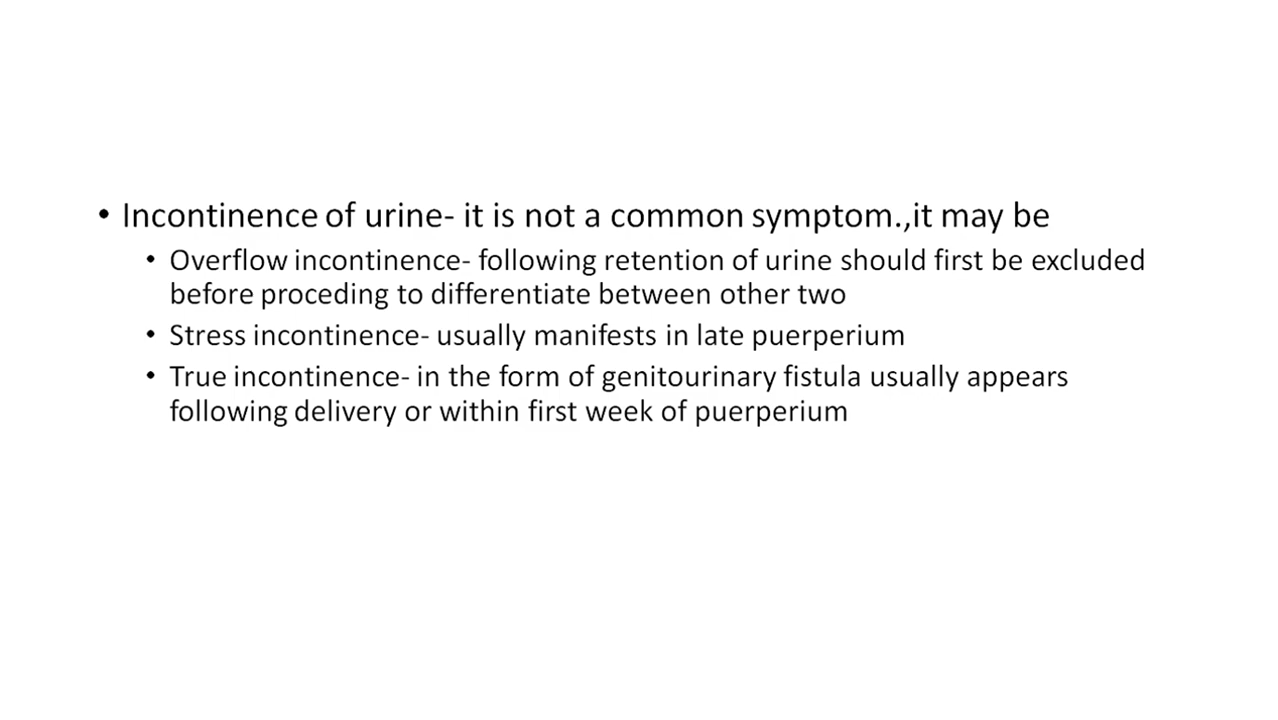 • Incontinence of urine- it is not a common symptom.,it may be
• Overflow incontinence- following retention of urine should first be excluded
before proceding to differentiate between other two
• Stress incontinence- usually manifests in late puerperium
• True incontinence- in the form of genitourinary fistula usually appears
following delivery or within first week of puerperium